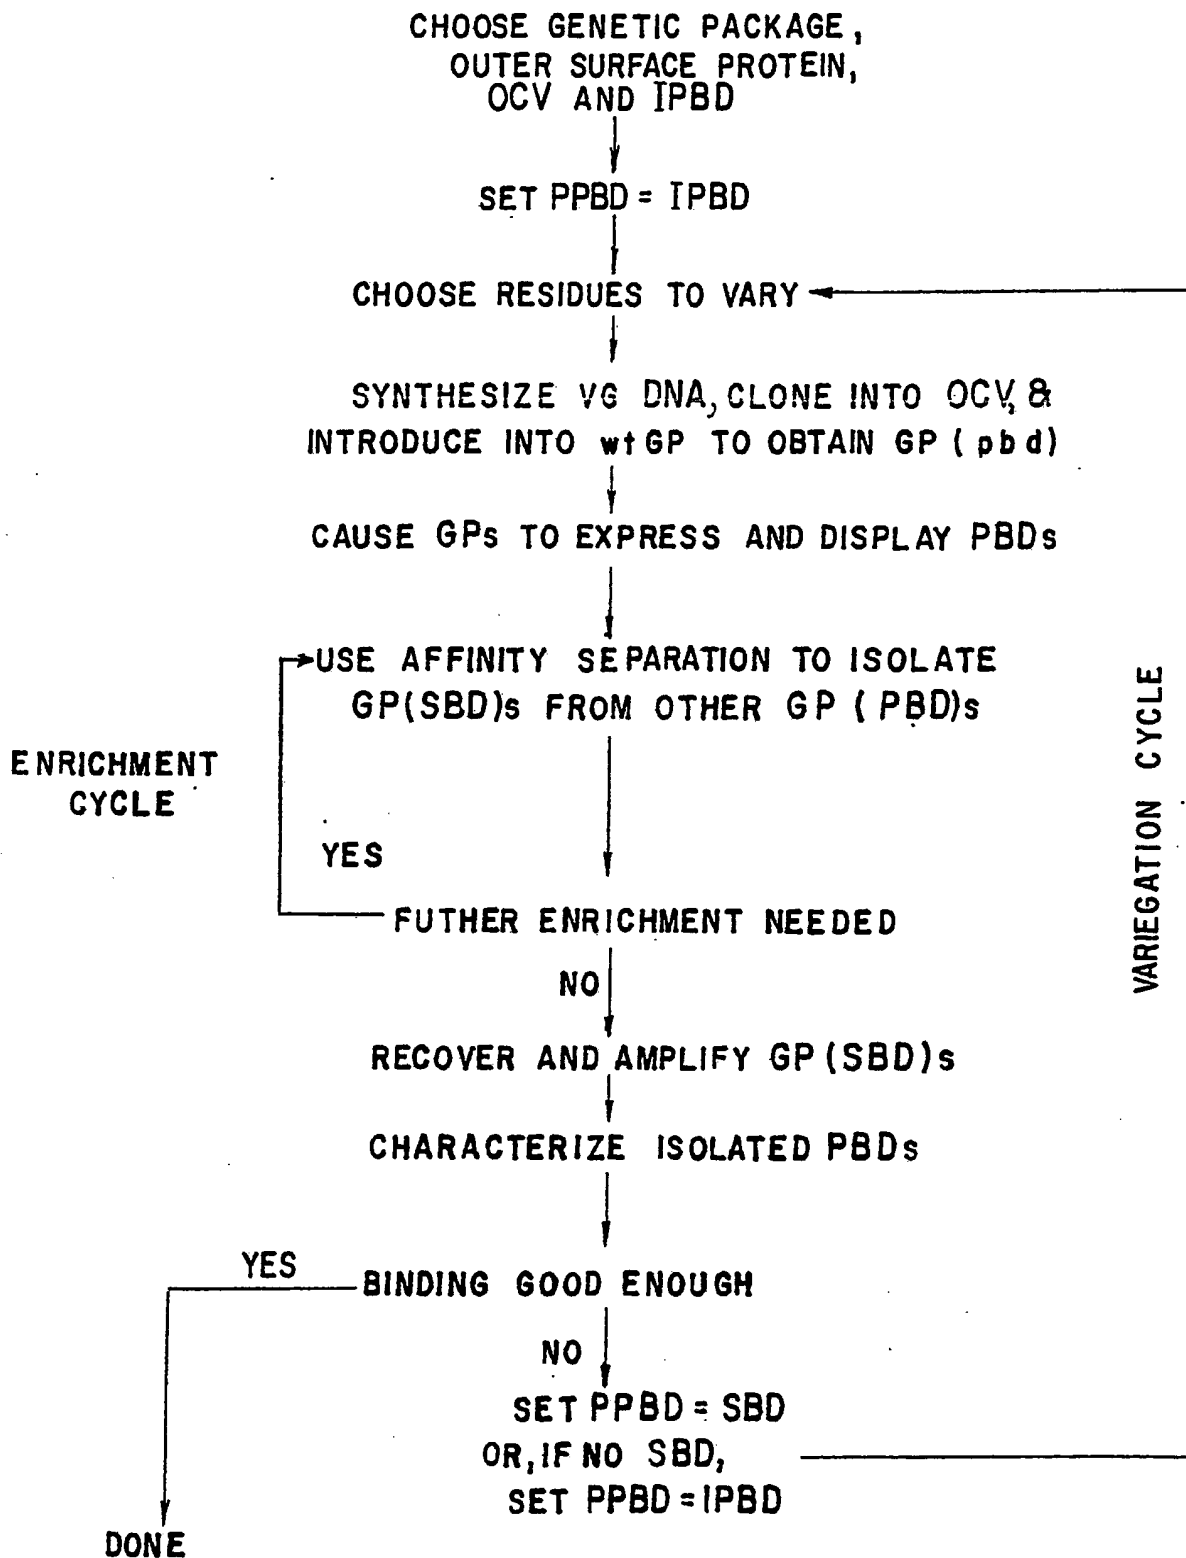 CHOOSE GENETIC PACKAGE,
OUTER SURFACE PROTEIN,
OCV AND IPBD
SET PPBD = IPBD
CHOOSE RESIDUES TO VARY
SYNTHESIZE VG DNA, CLONE INTO OCV, &
INTRODUCE INTO wtGP TO OBTAIN GP (pbd)
CAUSE GPs TO EXPRESS AND DISPLAY PBDs
USE AFFINITY SEPARATION TO ISOLATE
GP(SBD)s FROM OTHER GP (PBD)s
ENRICHMENT
CYCLE
VARIEGATION CYCLE
YES
FUTHER ENRICHMENT NEEDED
NO
RECOVER AND AMPLIFY GP (SBD)s
CHARACTERIZE ISOLATED PBDs
YES
BINDING GOOD ENOUGH
NO
SET PPBD = SBD
OR, IF NO SBD,
SET PPBD = IPBD
DONE